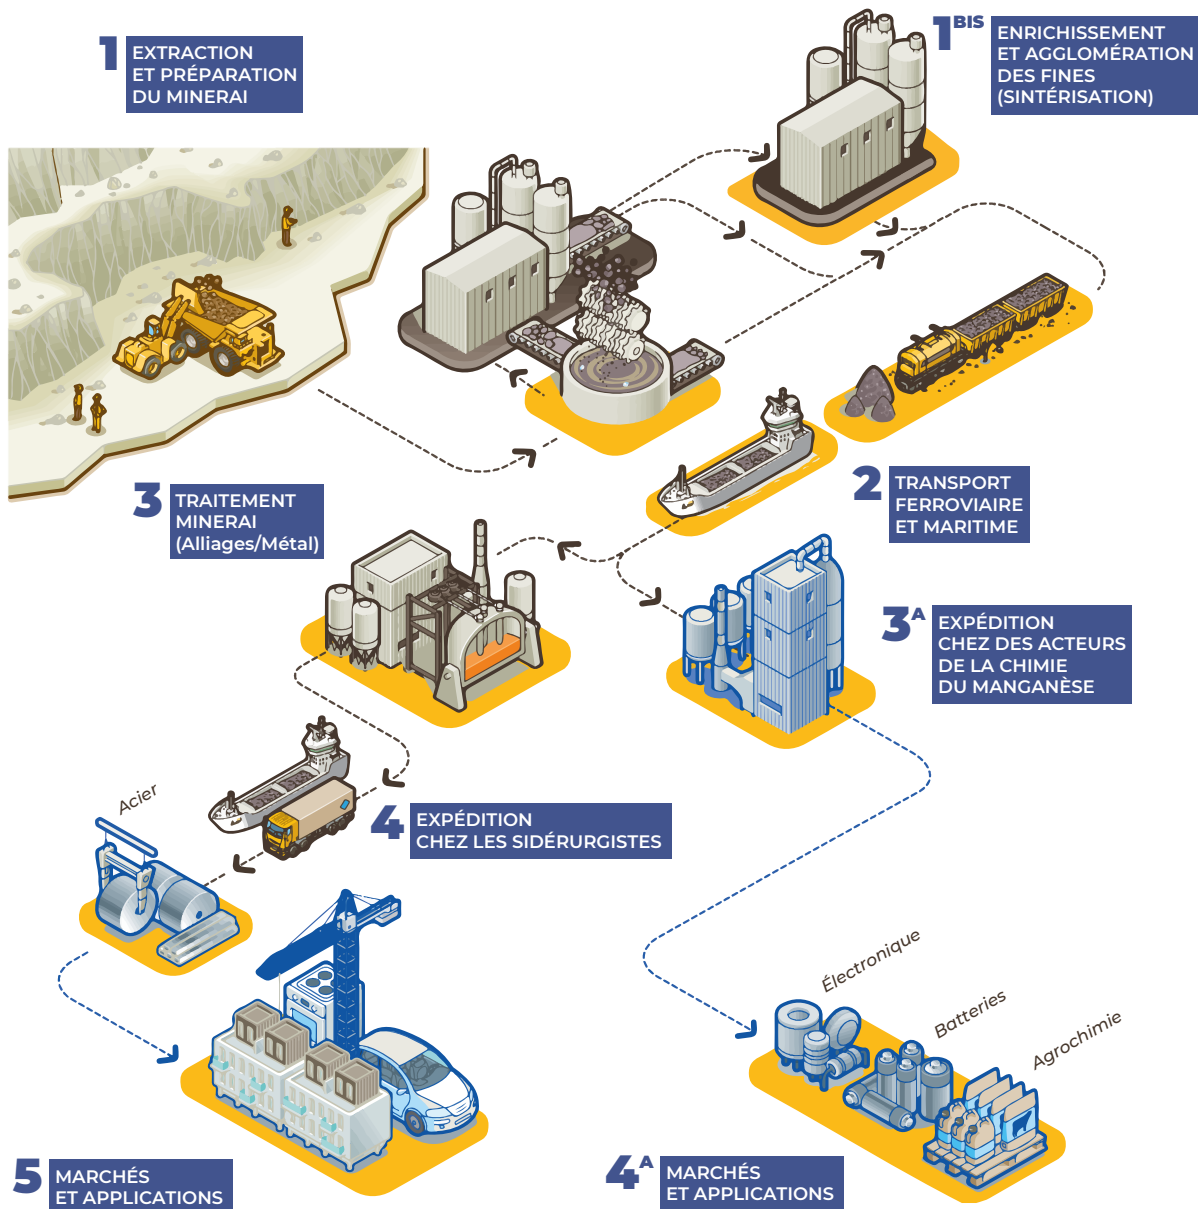 1
EXTRACTION
ET PRÉPARATION
DU MINERAI
1BIS
ENRICHISSEMENT
ET AGGLOMÉRATION
DES FINES
(SINTÉRISATION)
2
TRANSPORT
FERROVIAIRE
ET MARITIME
3
TRAITEMENT
MINERAI
(Alliages/Métal)
3A
EXPÉDITION
CHEZ DES ACTEURS
DE LA CHIMIE
DU MANGANÈSE
Acier
4
EXPÉDITION
CHEZ LES SIDÉRURGISTES
Électronique
Batteries
Agrochimie
5
MARCHÉS
ET APPLICATIONS
4A
MARCHÉS
ET APPLICATIONS